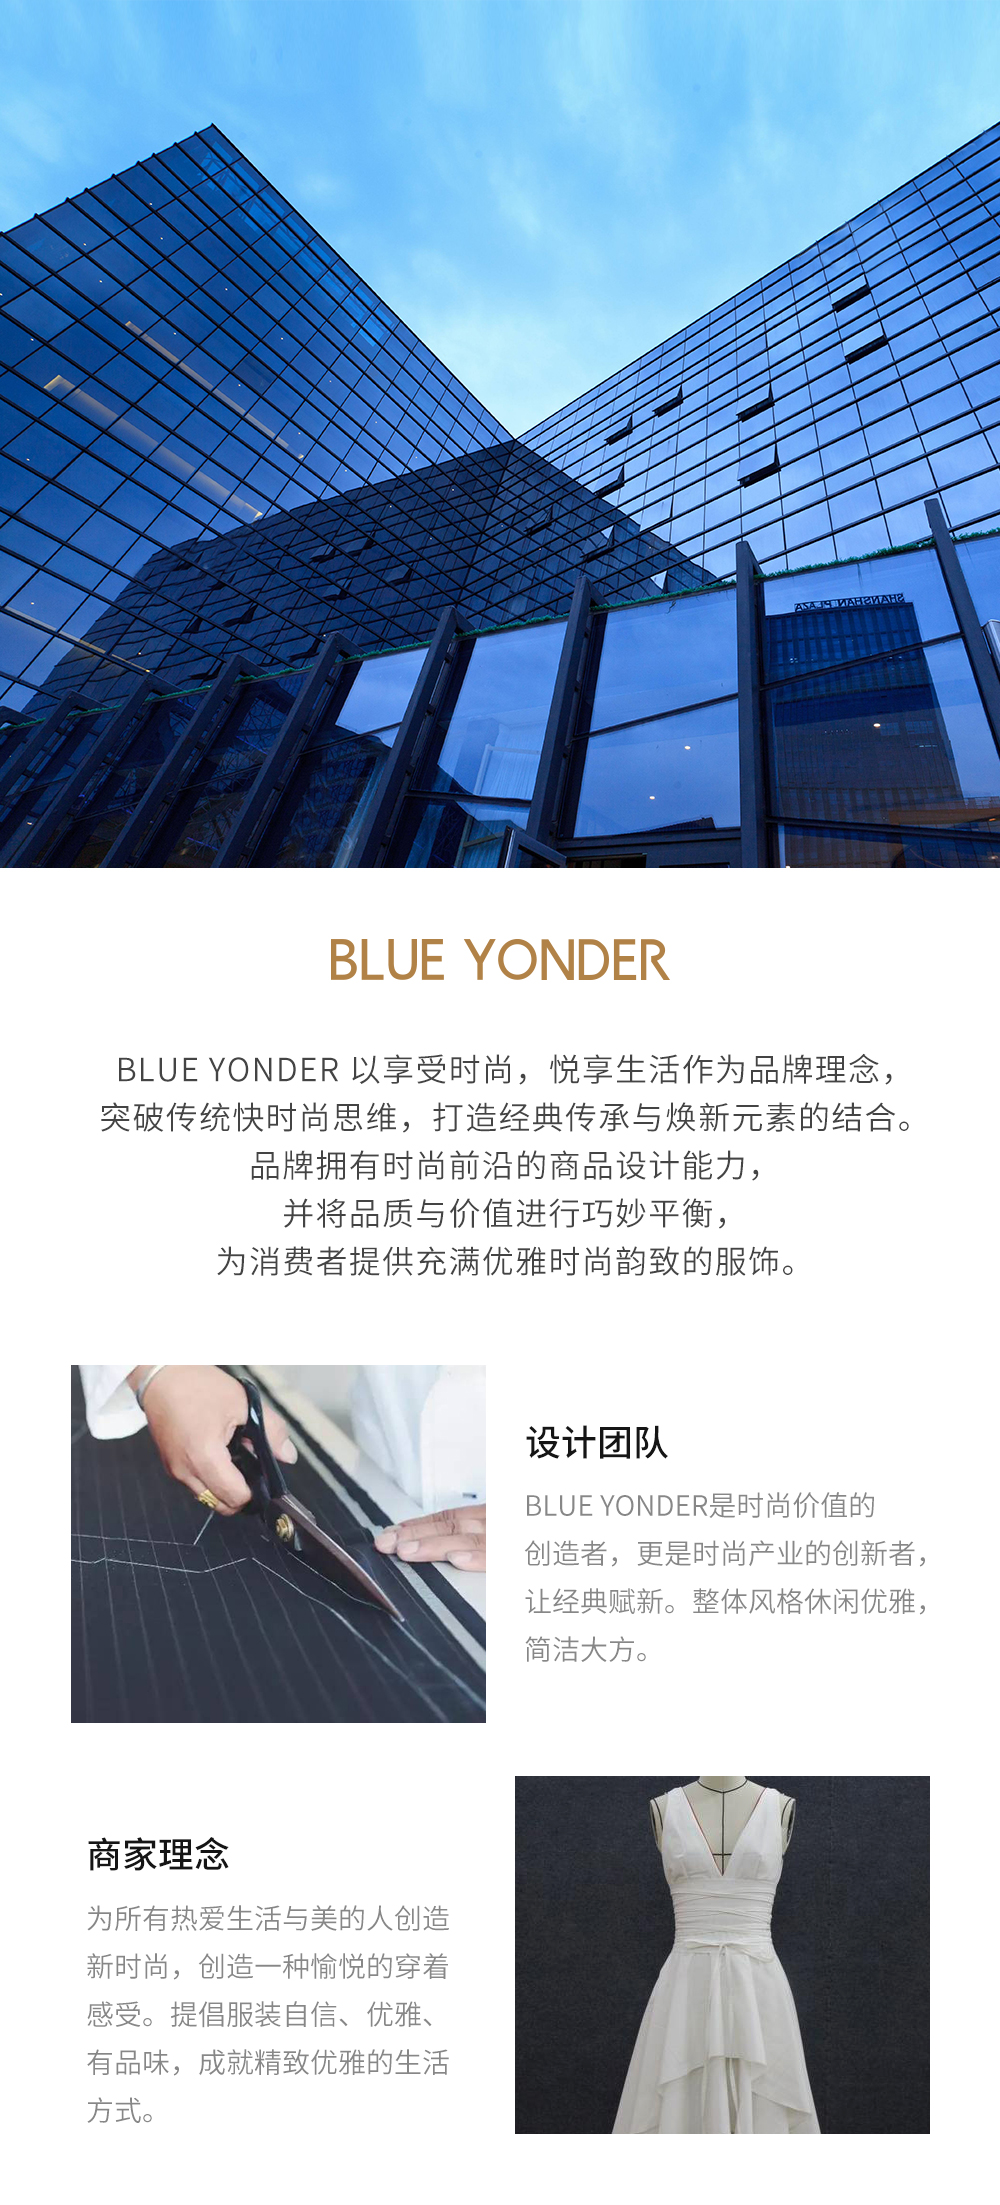 SHANSHAN PLAZA
BLUE YONDER
BLUE YONDER 以享受时尚，悦享生活作为品牌理念，
突破传统快时尚思维，打造经典传承与焕新元素的结合。
品牌拥有时尚前沿的商品设计能力，
并将品质与价值进行巧妙平衡，
为消费者提供充满优雅时尚韵致的服饰。
设计团队
BLUE YONDER是时尚价值的
创造者，更是时尚产业的创新者，
让经典赋新。整体风格休闲优雅，
简洁大方。
商家理念
为所有热爱生活与美的人创造
新时尚，创造一种愉悦的穿着
感受。提倡服装自信、优雅、
有品味，成就精致优雅的生活
方式。